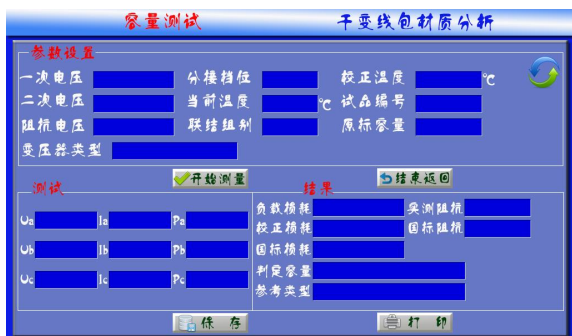 容量测试 干变线包材质分析
参数设置
一次电压 分接档位 校正温度 ℃
二次电压 当前温度 ℃ 试品编号
阻抗电压 联结组别 原标容量
变压器类型
开始测量 结束返回
测试 结果
负载损耗 实测阻抗
Ua Ia Pa 校正损耗 国标阻抗
Ub Ib Pb 国标损耗
Uc Ic Pc 判定容量
参考类型
保存 打印